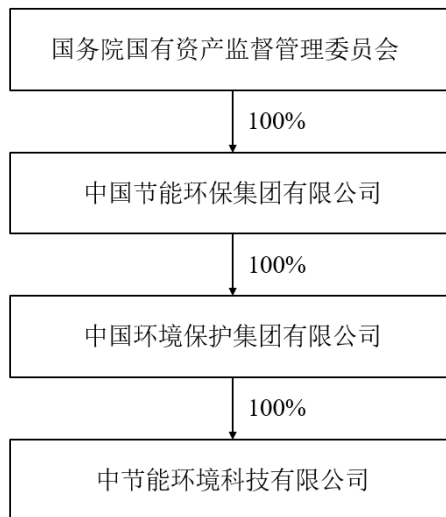 国务院国有资产监督管理委员会
100%
中国节能环保集团有限公司
100%
中国环境保护集团有限公司
100%
中节能环境科技有限公司